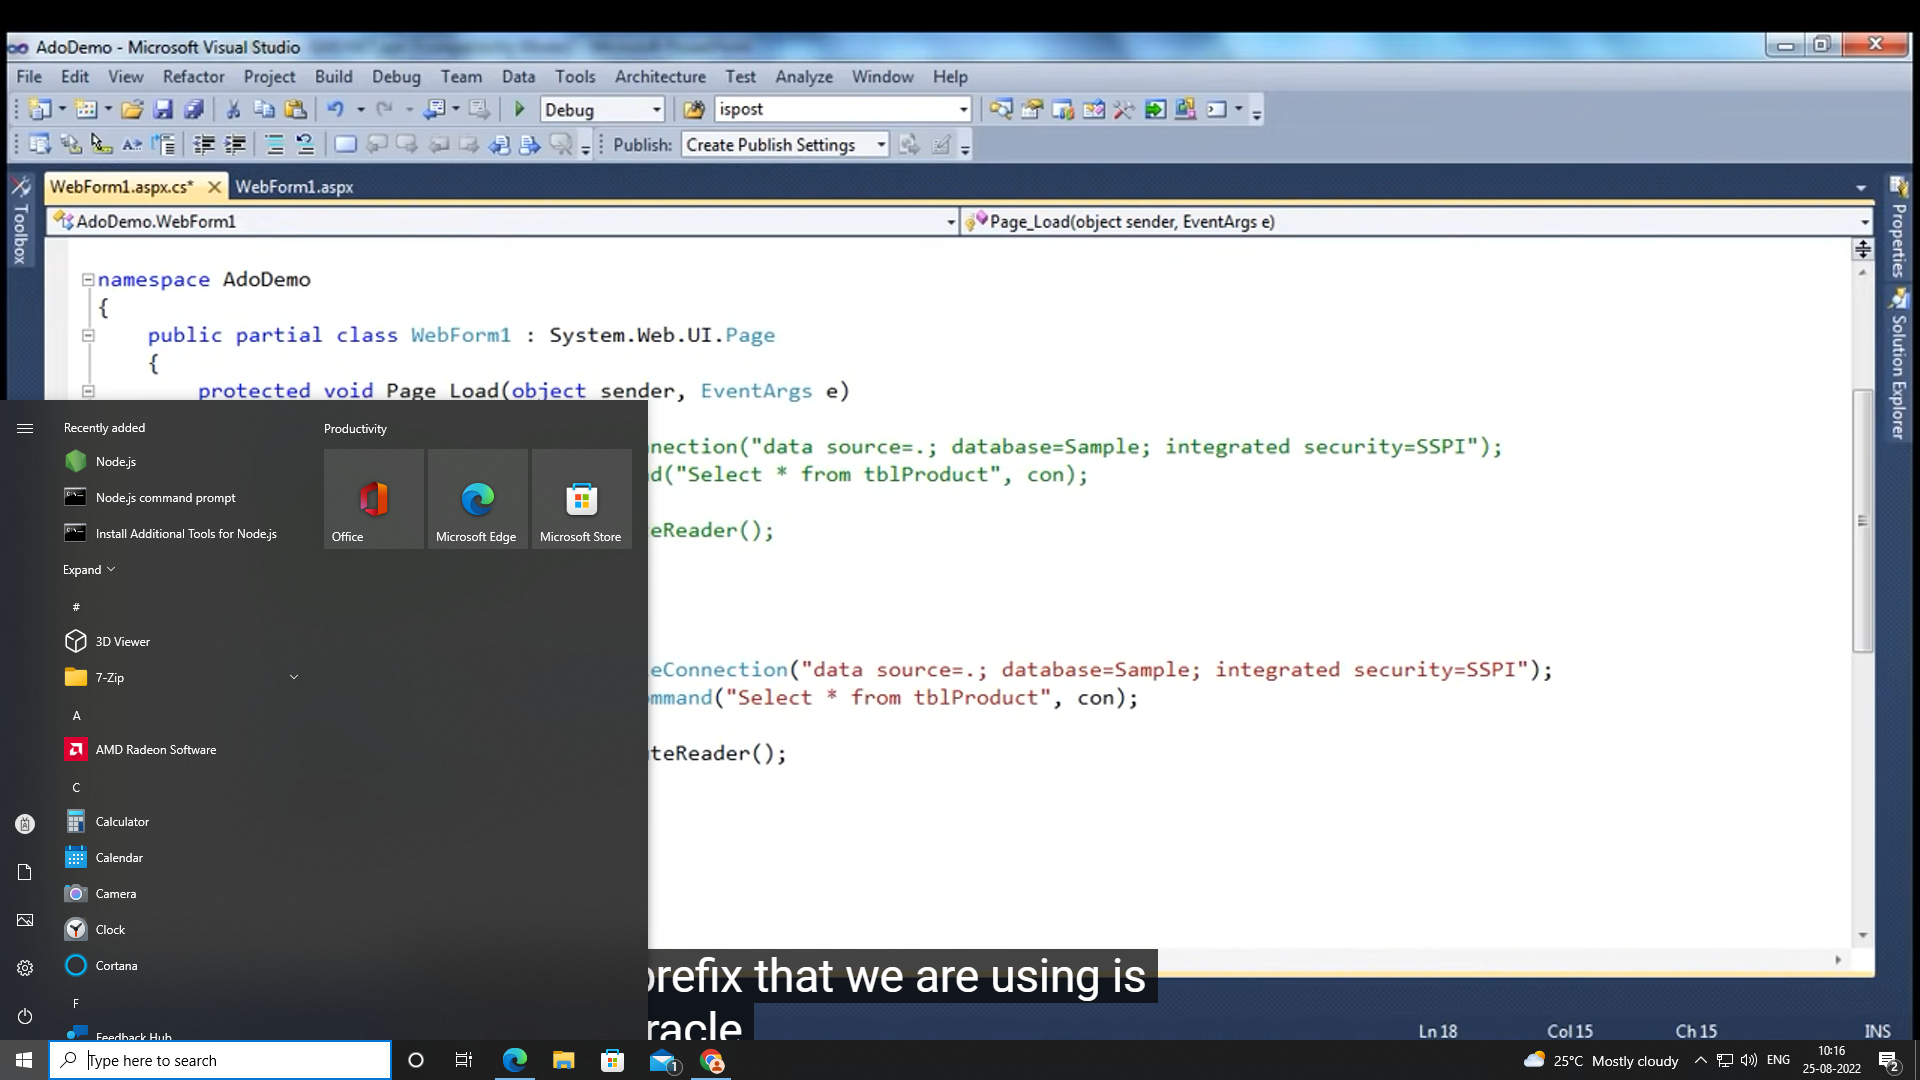 AdoDemo - Microsoft Visual Studio
File Edit View Refactor Project Build Debug Team Data Tools Architecture Test Analyze Window Help
Debug ispost
Publish: Create Publish Settings
WebForm1.aspx.cs* WebForm1.aspx
Toolbox
AdoDemo.WebForm1 Page_Load(object sender, EventArgs e)
Properties
Solution Explorer
namespace AdoDemo
{
public partial class WebForm1 : System.Web.UI.Page
{
protected void Page_Load(object sender, EventArgs e)
nnection("data source=.; database=Sample; integrated security=SSPI");
d("Select * from tblProduct", con);
eReader();
eConnection("data source=.; database=Sample; integrated security=SSPI");
mmand("Select * from tblProduct", con);
uteReader();
Recently added
Node.js
Node.js command prompt
Install Additional Tools for Node.js
Expand
#
3D Viewer
7-Zip
A
AMD Radeon Software
C
Calculator
Calendar
Camera
Clock
Cortana
F
Feedback Hub
Productivity
Office Microsoft Edge Microsoft Store
prefix that we are using is
racle
Ln 18 Col 15 Ch 15 INS
Type here to search
1
25°C Mostly cloudy
ENG
10:16
25-08-2022
2